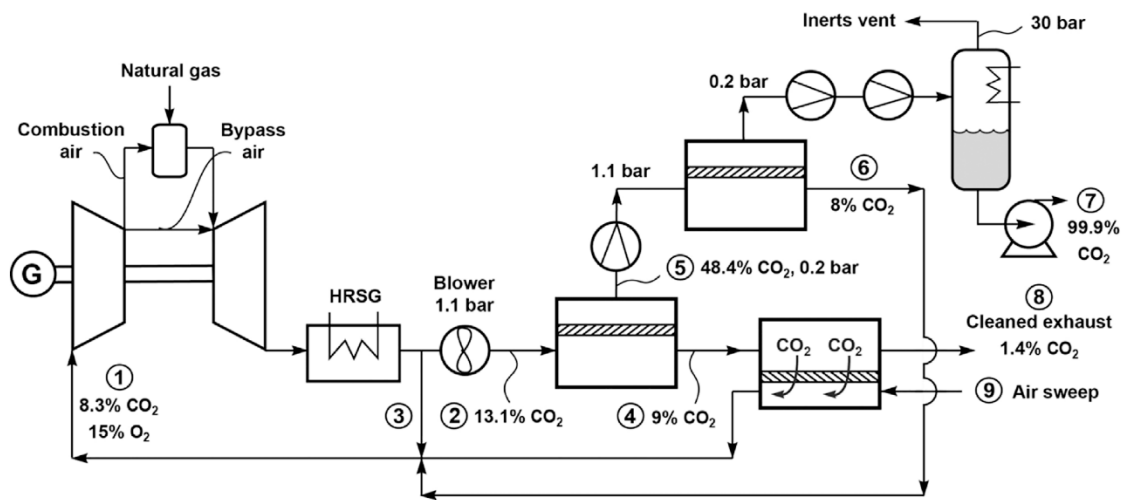 Inerts vent
30 bar
Natural gas
0.2 bar
Combustion
air
Bypass
air
1.1 bar
6
8% CO₂
7
99.9%
CO₂
G
5 48.4% CO₂, 0.2 bar
HRSG
Blower
1.1 bar
8
Cleaned exhaust
1.4% CO₂
CO₂ CO₂
1
8.3% CO₂
15% O₂
3
2 13.1% CO₂
4 9% CO₂
9 Air sweep